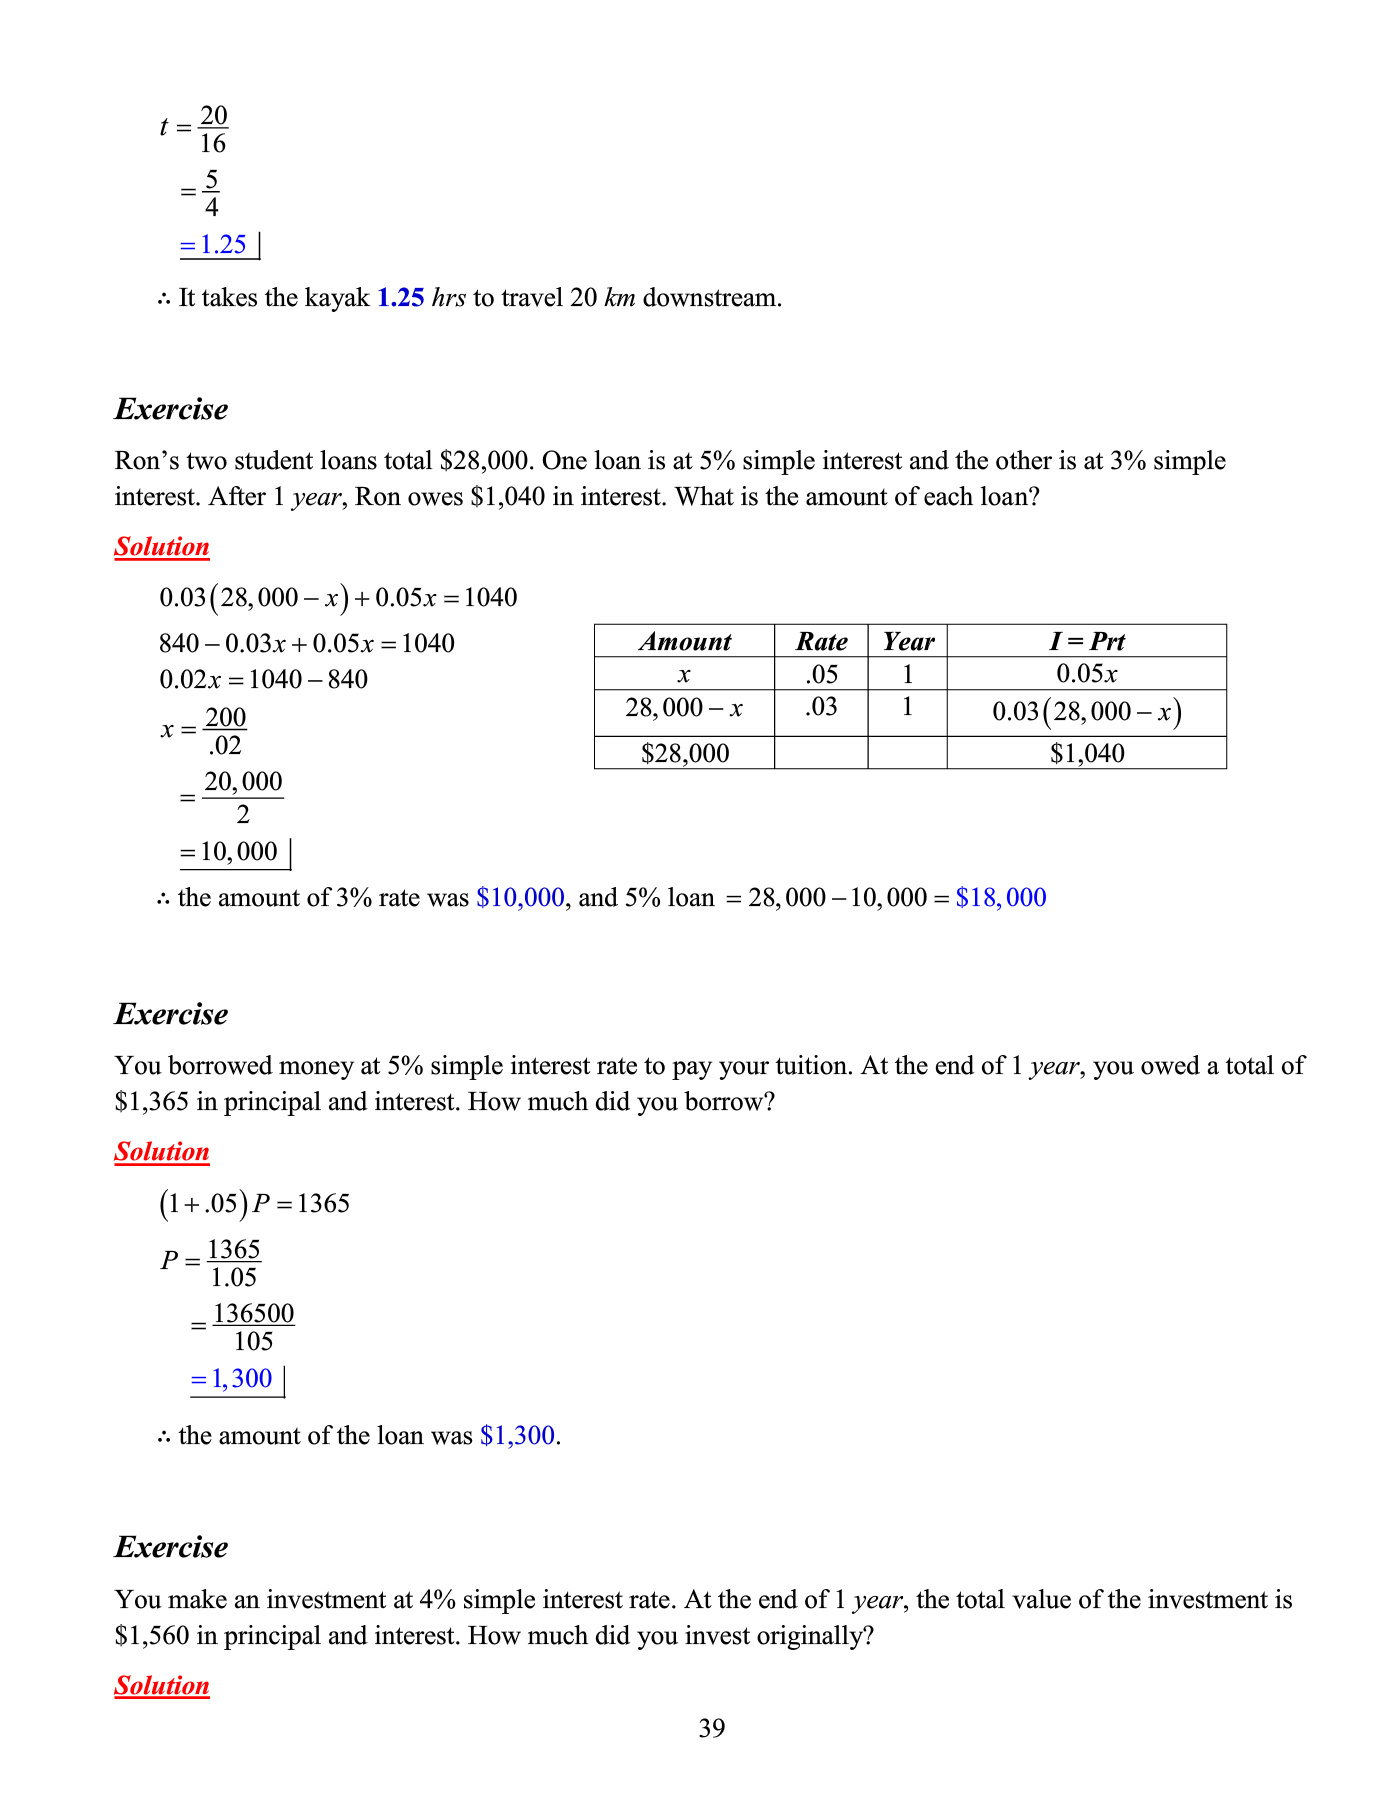 t = 20/16
= 5/4
= 1.25
∴ It takes the kayak 1.25 hrs to travel 20 km downstream.
Exercise
Ron’s two student loans total $28,000. One loan is at 5% simple interest and the other is at 3% simple
interest. After 1 year, Ron owes $1,040 in interest. What is the amount of each loan?
Solution
0.03(28,000 − x) + 0.05x = 1040
840 − 0.03x + 0.05x = 1040
0.02x = 1040 − 840
x = 200/.02
= 20,000/2
= 10,000
Amount Rate Year I = Prt
x .05 1 0.05x
28,000 − x .03 1 0.03(28,000 − x)
$28,000 $1,040
∴ the amount of 3% rate was $10,000, and 5% loan = 28,000 − 10,000 = $18,000
Exercise
You borrowed money at 5% simple interest rate to pay your tuition. At the end of 1 year, you owed a total of
$1,365 in principal and interest. How much did you borrow?
Solution
(1 + .05)P = 1365
P = 1365/1.05
= 136500/105
= 1,300
∴ the amount of the loan was $1,300.
Exercise
You make an investment at 4% simple interest rate. At the end of 1 year, the total value of the investment is
$1,560 in principal and interest. How much did you invest originally?
Solution
39